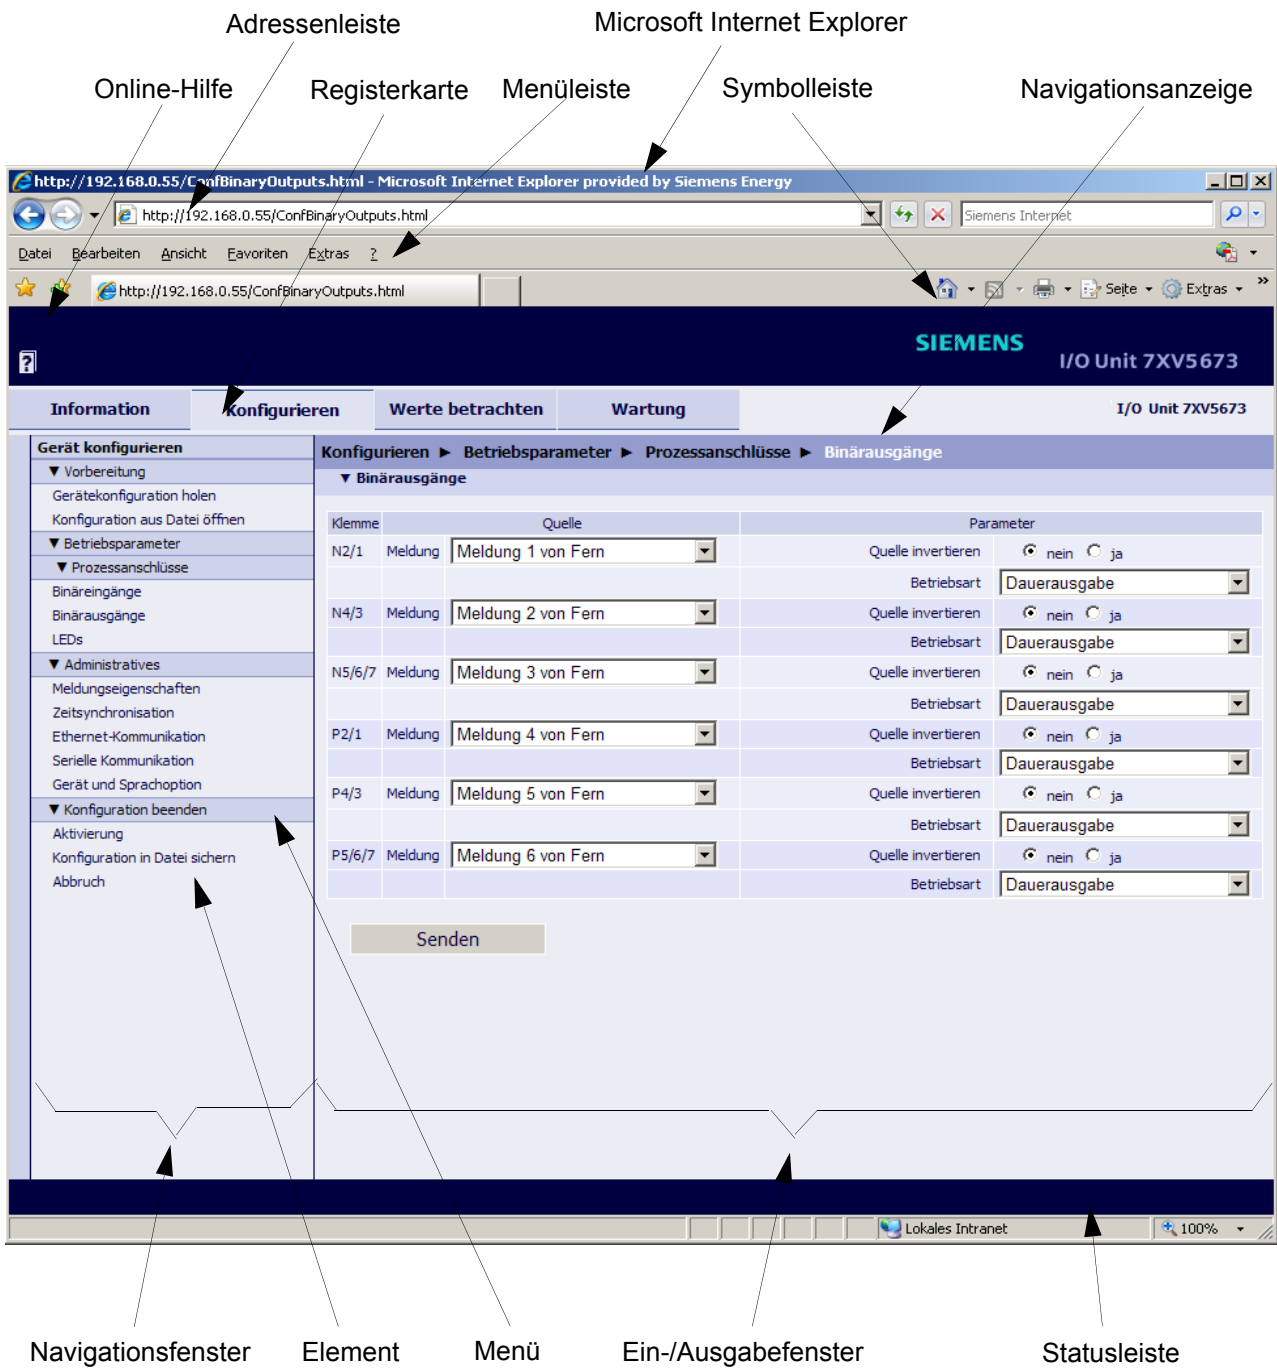 Adressenleiste
Microsoft Internet Explorer
Online-Hilfe
Registerkarte
Menüleiste
Symbolleiste
Navigationsanzeige
http://192.168.0.55/ConfBinaryOutputs.html - Microsoft Internet Explorer provided by Siemens Energy
http://192.168.0.55/ConfBinaryOutputs.html
Siemens Internet
Datei Bearbeiten Ansicht Favoriten Extras ?
http://192.168.0.55/ConfBinaryOutputs.html
Seite Extras »
SIEMENS
I/O Unit 7XV5673
Information Konfigurieren Werte betrachten Wartung I/O Unit 7XV5673
Gerät konfigurieren
▼ Vorbereitung
Gerätekonfiguration holen
Konfiguration aus Datei öffnen
▼ Betriebsparameter
▼ Prozessanschlüsse
Binäreingänge
Binärausgänge
LEDs
▼ Administratives
Meldungseigenschaften
Zeitsynchronisation
Ethernet-Kommunikation
Serielle Kommunikation
Gerät und Sprachoption
▼ Konfiguration beenden
Aktivierung
Konfiguration in Datei sichern
Abbruch
Konfigurieren ► Betriebsparameter ► Prozessanschlüsse ► Binärausgänge
▼ Binärausgänge
Klemme Quelle Parameter
N2/1 Meldung Meldung 1 von Fern Quelle invertieren nein ja
Betriebsart Dauerausgabe
N4/3 Meldung Meldung 2 von Fern Quelle invertieren nein ja
Betriebsart Dauerausgabe
N5/6/7 Meldung Meldung 3 von Fern Quelle invertieren nein ja
Betriebsart Dauerausgabe
P2/1 Meldung Meldung 4 von Fern Quelle invertieren nein ja
Betriebsart Dauerausgabe
P4/3 Meldung Meldung 5 von Fern Quelle invertieren nein ja
Betriebsart Dauerausgabe
P5/6/7 Meldung Meldung 6 von Fern Quelle invertieren nein ja
Betriebsart Dauerausgabe
Senden
Lokales Intranet
100%
Navigationsfenster
Element
Menü
Ein-/Ausgabefenster
Statusleiste